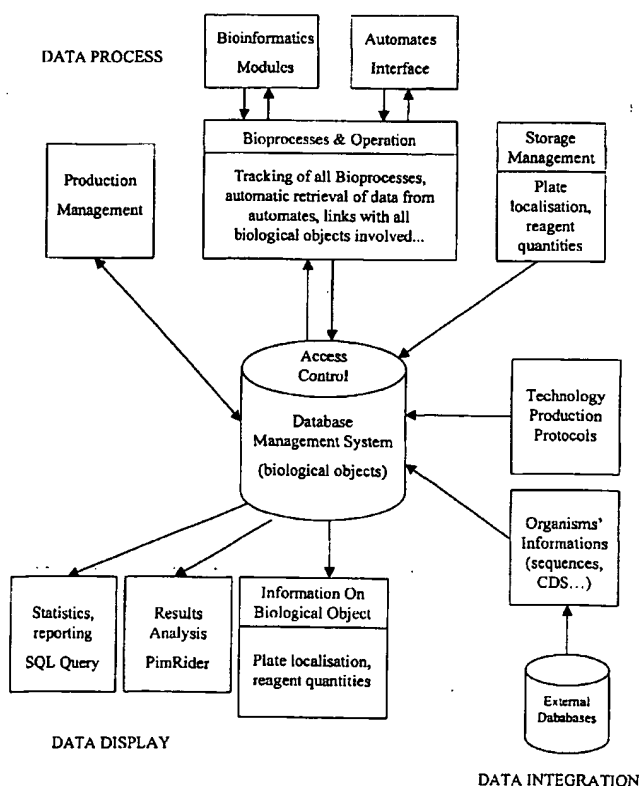 DATA PROCESS
Bioinformatics
Modules
Automates
Interface
Production
Management
Bioprocesses & Operation
Tracking of all Bioprocesses,
automatic retrieval of data from
automates, links with all
biological objects involved...
Storage
Management
Plate
localisation,
reagent
quantities
Access
Control
Database
Management System
(biological objects)
Technology
Production
Protocols
Organisms'
Informations
(sequences,
CDS...)
Statistics,
reporting
SQL Query
Results
Analysis
PimRider
Information On
Biological Object
Plate localisation,
reagent quantities
External
Dababases
DATA DISPLAY
DATA INTEGRATION